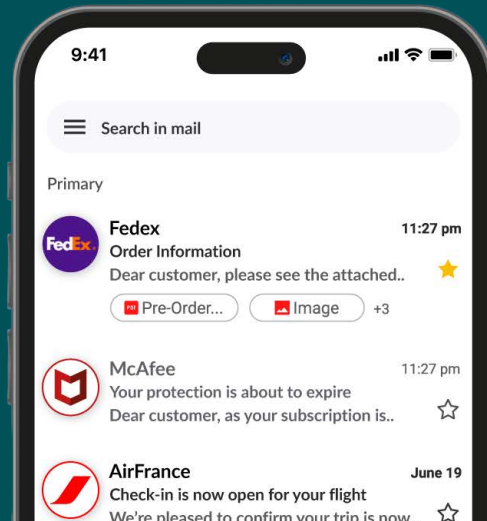 9:41
Search in mail
Primary
FedEx.
Fedex 11:27 pm
Order Information
Dear customer, please see the attached..
PDF Pre-Order... Image +3
McAfee 11:27 pm
Your protection is about to expire
Dear customer, as your subscription is..
AirFrance June 19
Check-in is now open for your flight
We're pleased to confirm your trip is now